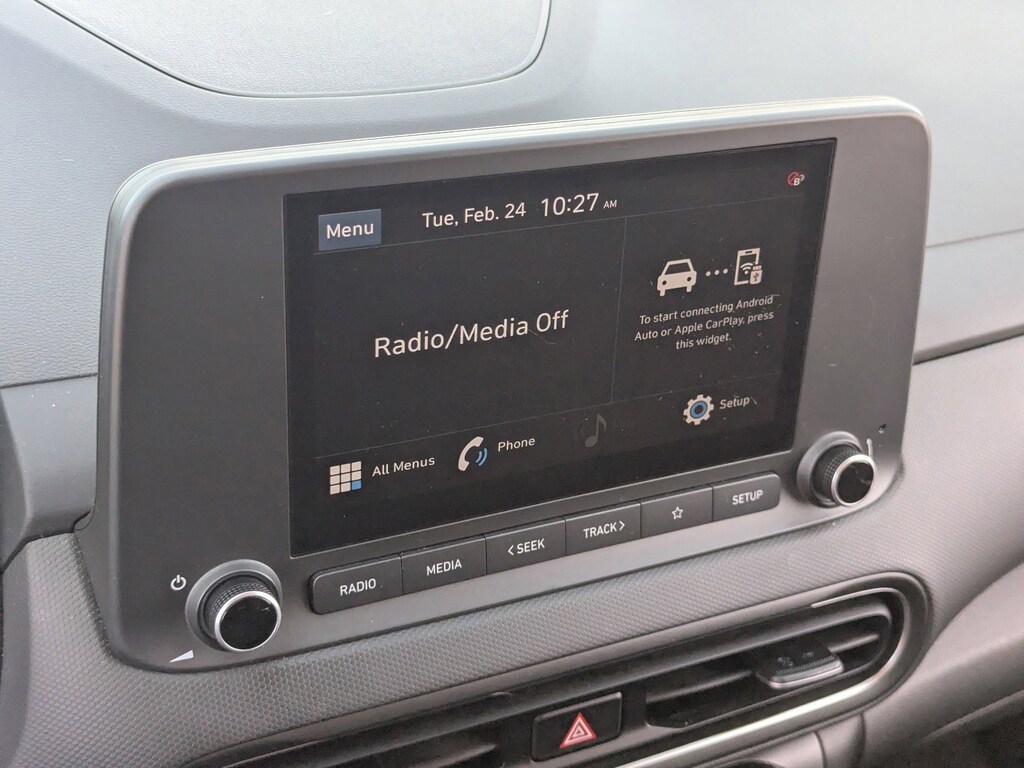 Menu
Tue, Feb. 24 10:27 AM
Radio/Media Off
To start connecting Android
Auto or Apple CarPlay, press
this widget.
All Menus
Phone
Setup
RADIO
MEDIA
< SEEK
TRACK >
SETUP